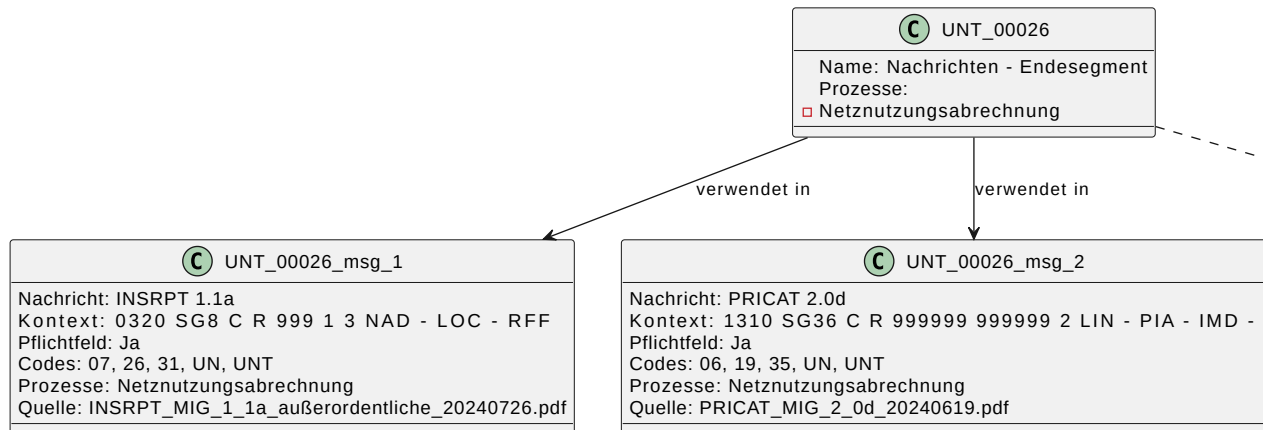 C UNT_00026
Name: Nachrichten - Endesegment
Prozesse:
Netznutzungsabrechnung
verwendet in
verwendet in
C UNT_00026_msg_1
Nachricht: INSRPT 1.1a
Kontext: 0320 SG8 C R 999 1 3 NAD - LOC - RFF
Pflichtfeld: Ja
Codes: 07, 26, 31, UN, UNT
Prozesse: Netznutzungsabrechnung
Quelle: INSRPT_MIG_1_1a_außerordentliche_20240726.pdf
C UNT_00026_msg_2
Nachricht: PRICAT 2.0d
Kontext: 1310 SG36 C R 999999 999999 2 LIN - PIA - IMD -
Pflichtfeld: Ja
Codes: 06, 19, 35, UN, UNT
Prozesse: Netznutzungsabrechnung
Quelle: PRICAT_MIG_2_0d_20240619.pdf